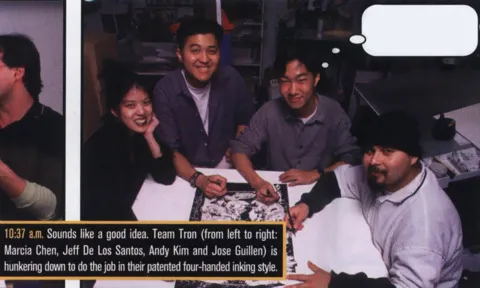 10:37 a.m. Sounds like a good idea. Team Tron (from left to right:
Marcia Chen, Jeff De Los Santos, Andy Kim and Jose Guillen) is
hunkering down to do the job in their patented four-handed inking style.